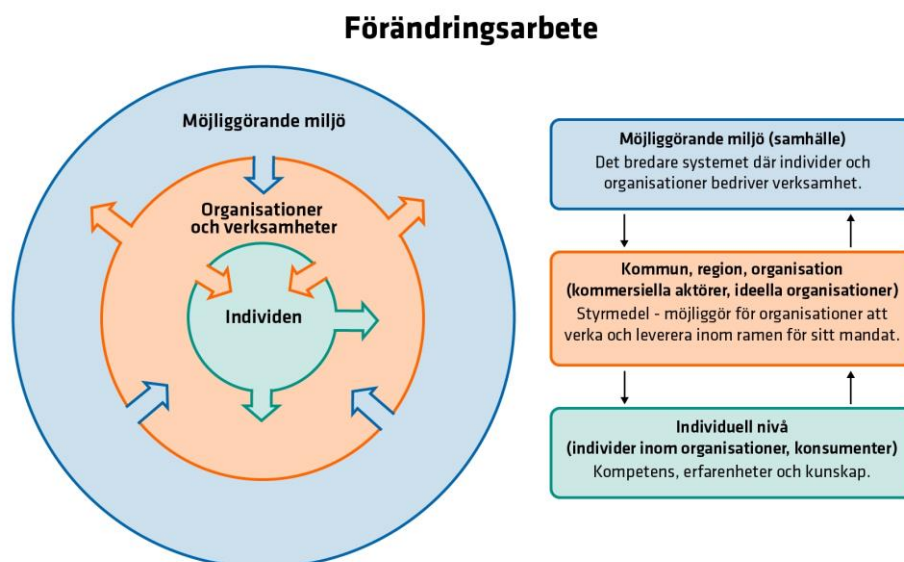 Förändringsarbete
Möjliggörande miljö
Organisationer
och verksamheter
Individen
Möjliggörande miljö (samhälle)
Det bredare systemet där individer och
organisationer bedriver verksamhet.
Kommun, region, organisation
(kommersiella aktörer, ideella organisationer)
Styrmedel - möjliggör för organisationer att
verka och leverera inom ramen för sitt mandat.
Individuell nivå
(individer inom organisationer, konsumenter)
Kompetens, erfarenheter och kunskap.